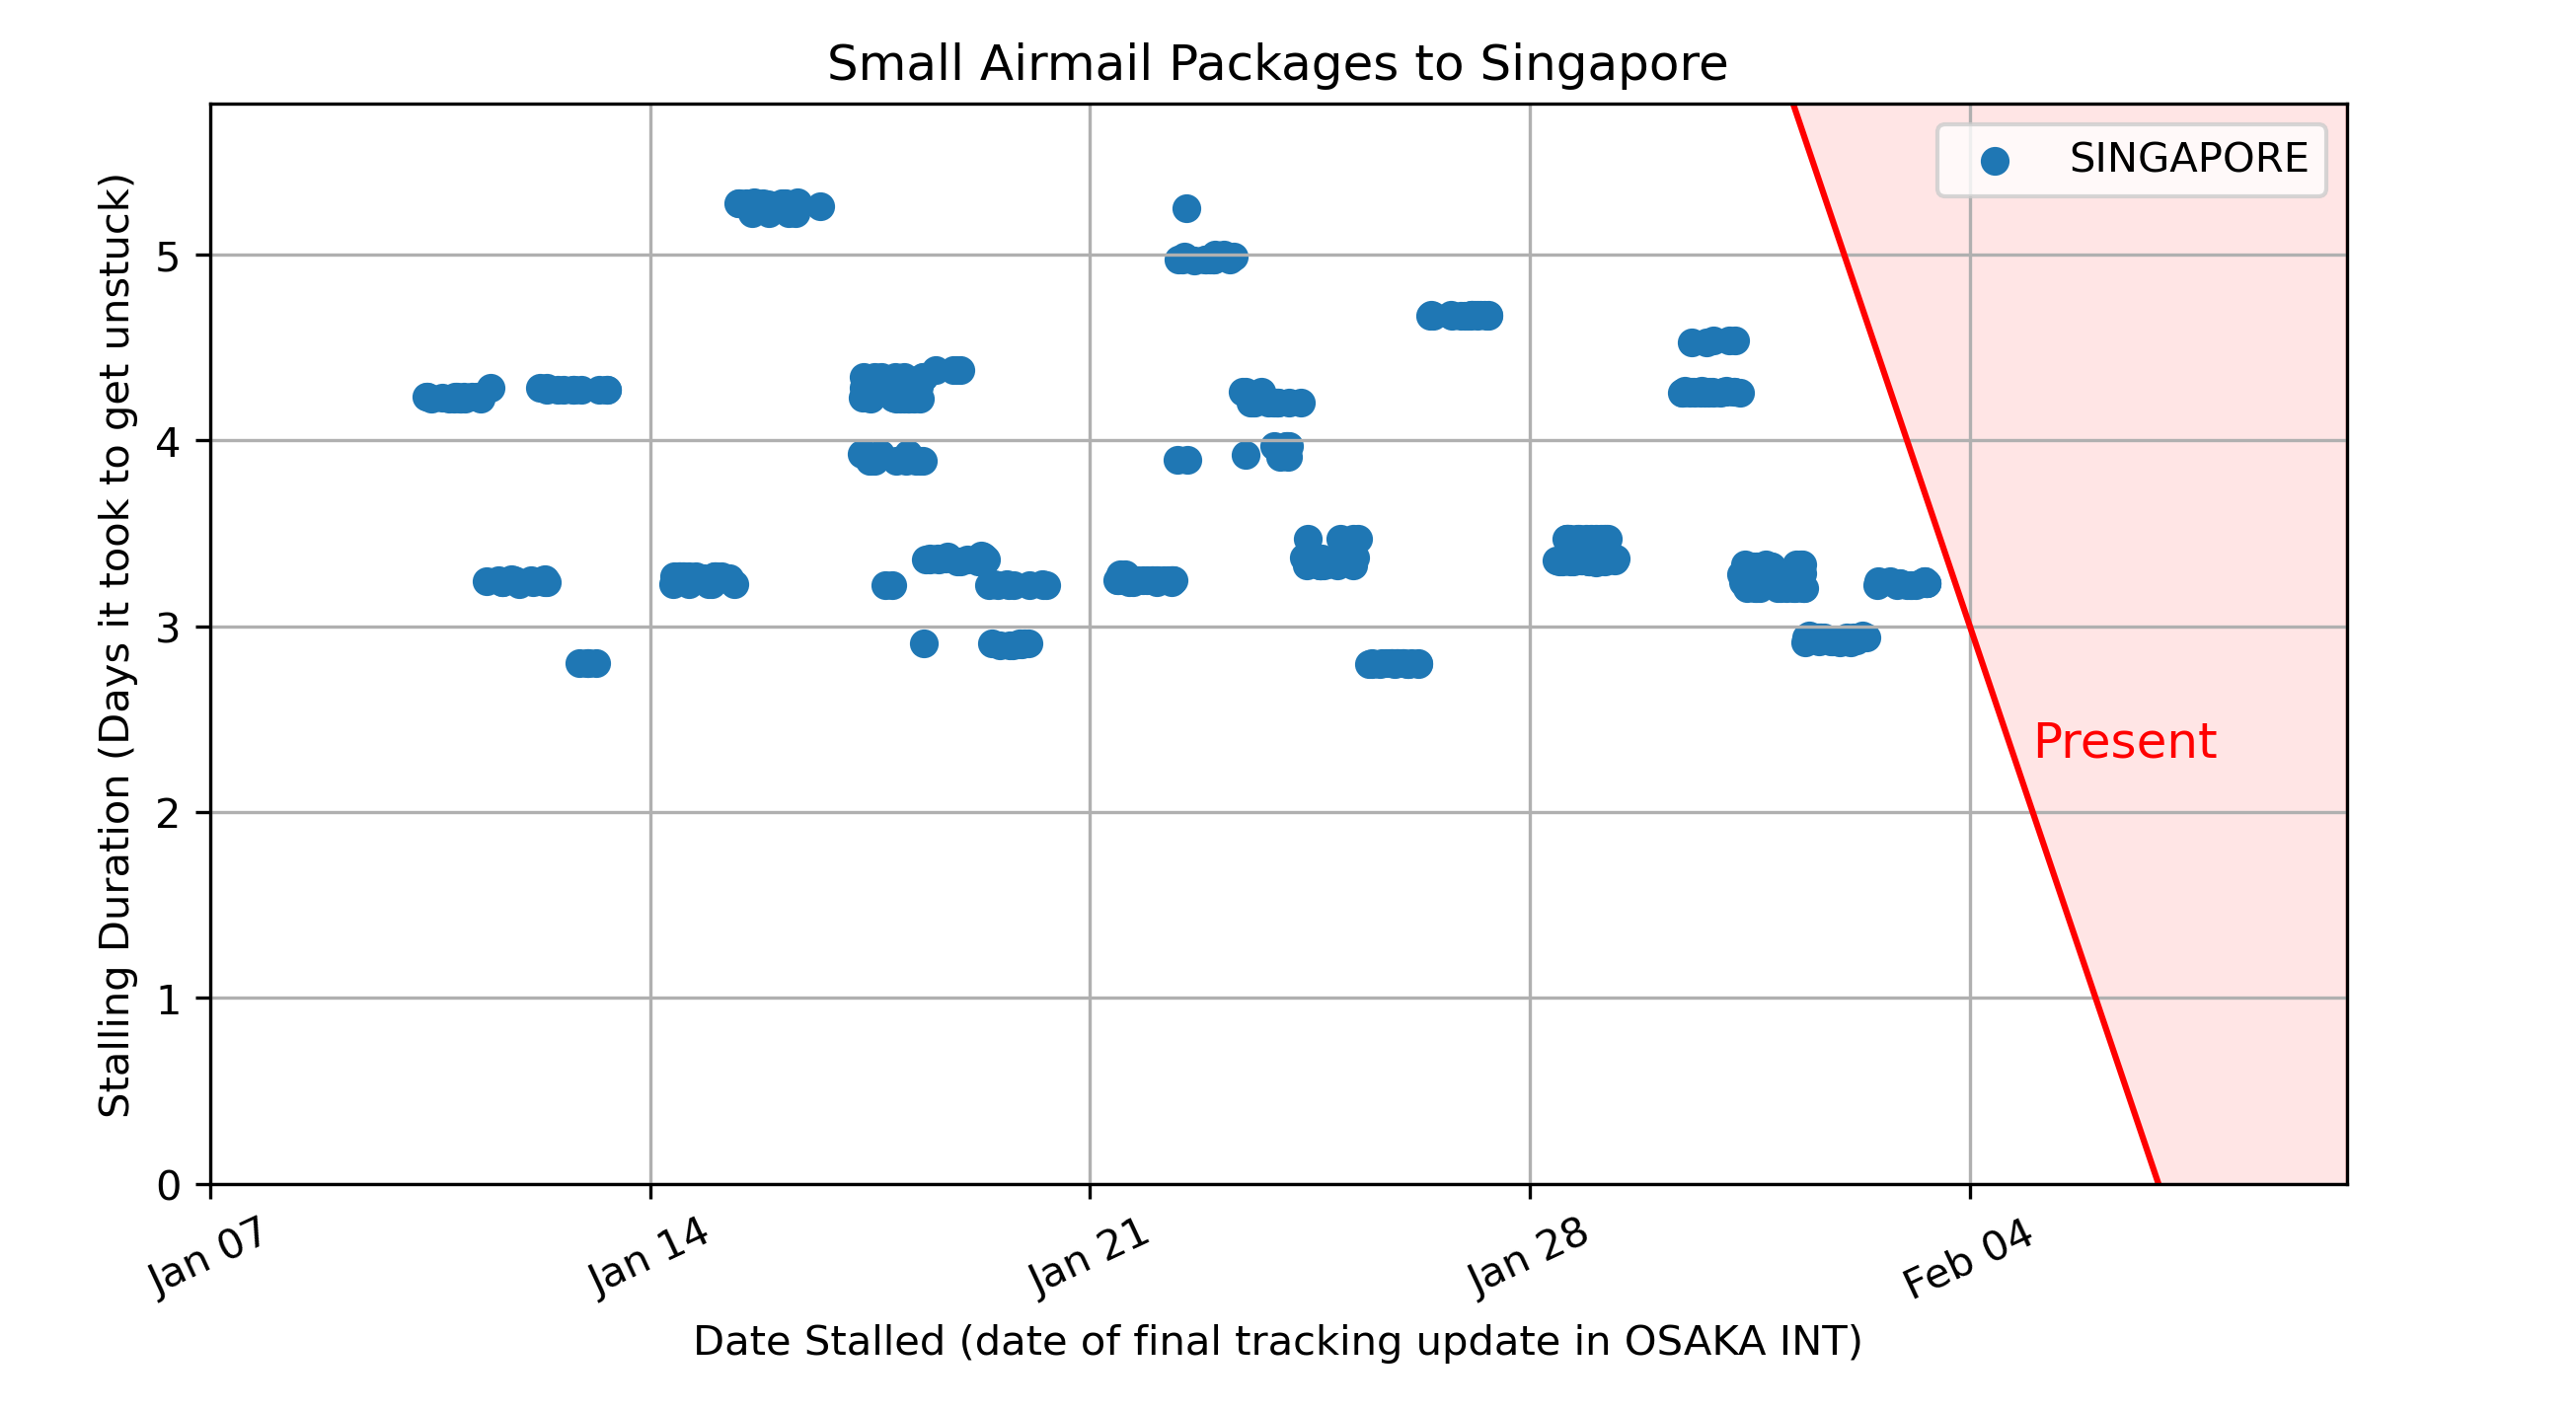 Small Airmail Packages to Singapore
SINGAPORE
Stalling Duration (Days it took to get unstuck)
5
4
3
2
1
0
Present
Jan 07
Jan 14
Jan 21
Jan 28
Feb 04
Date Stalled (date of final tracking update in OSAKA INT)